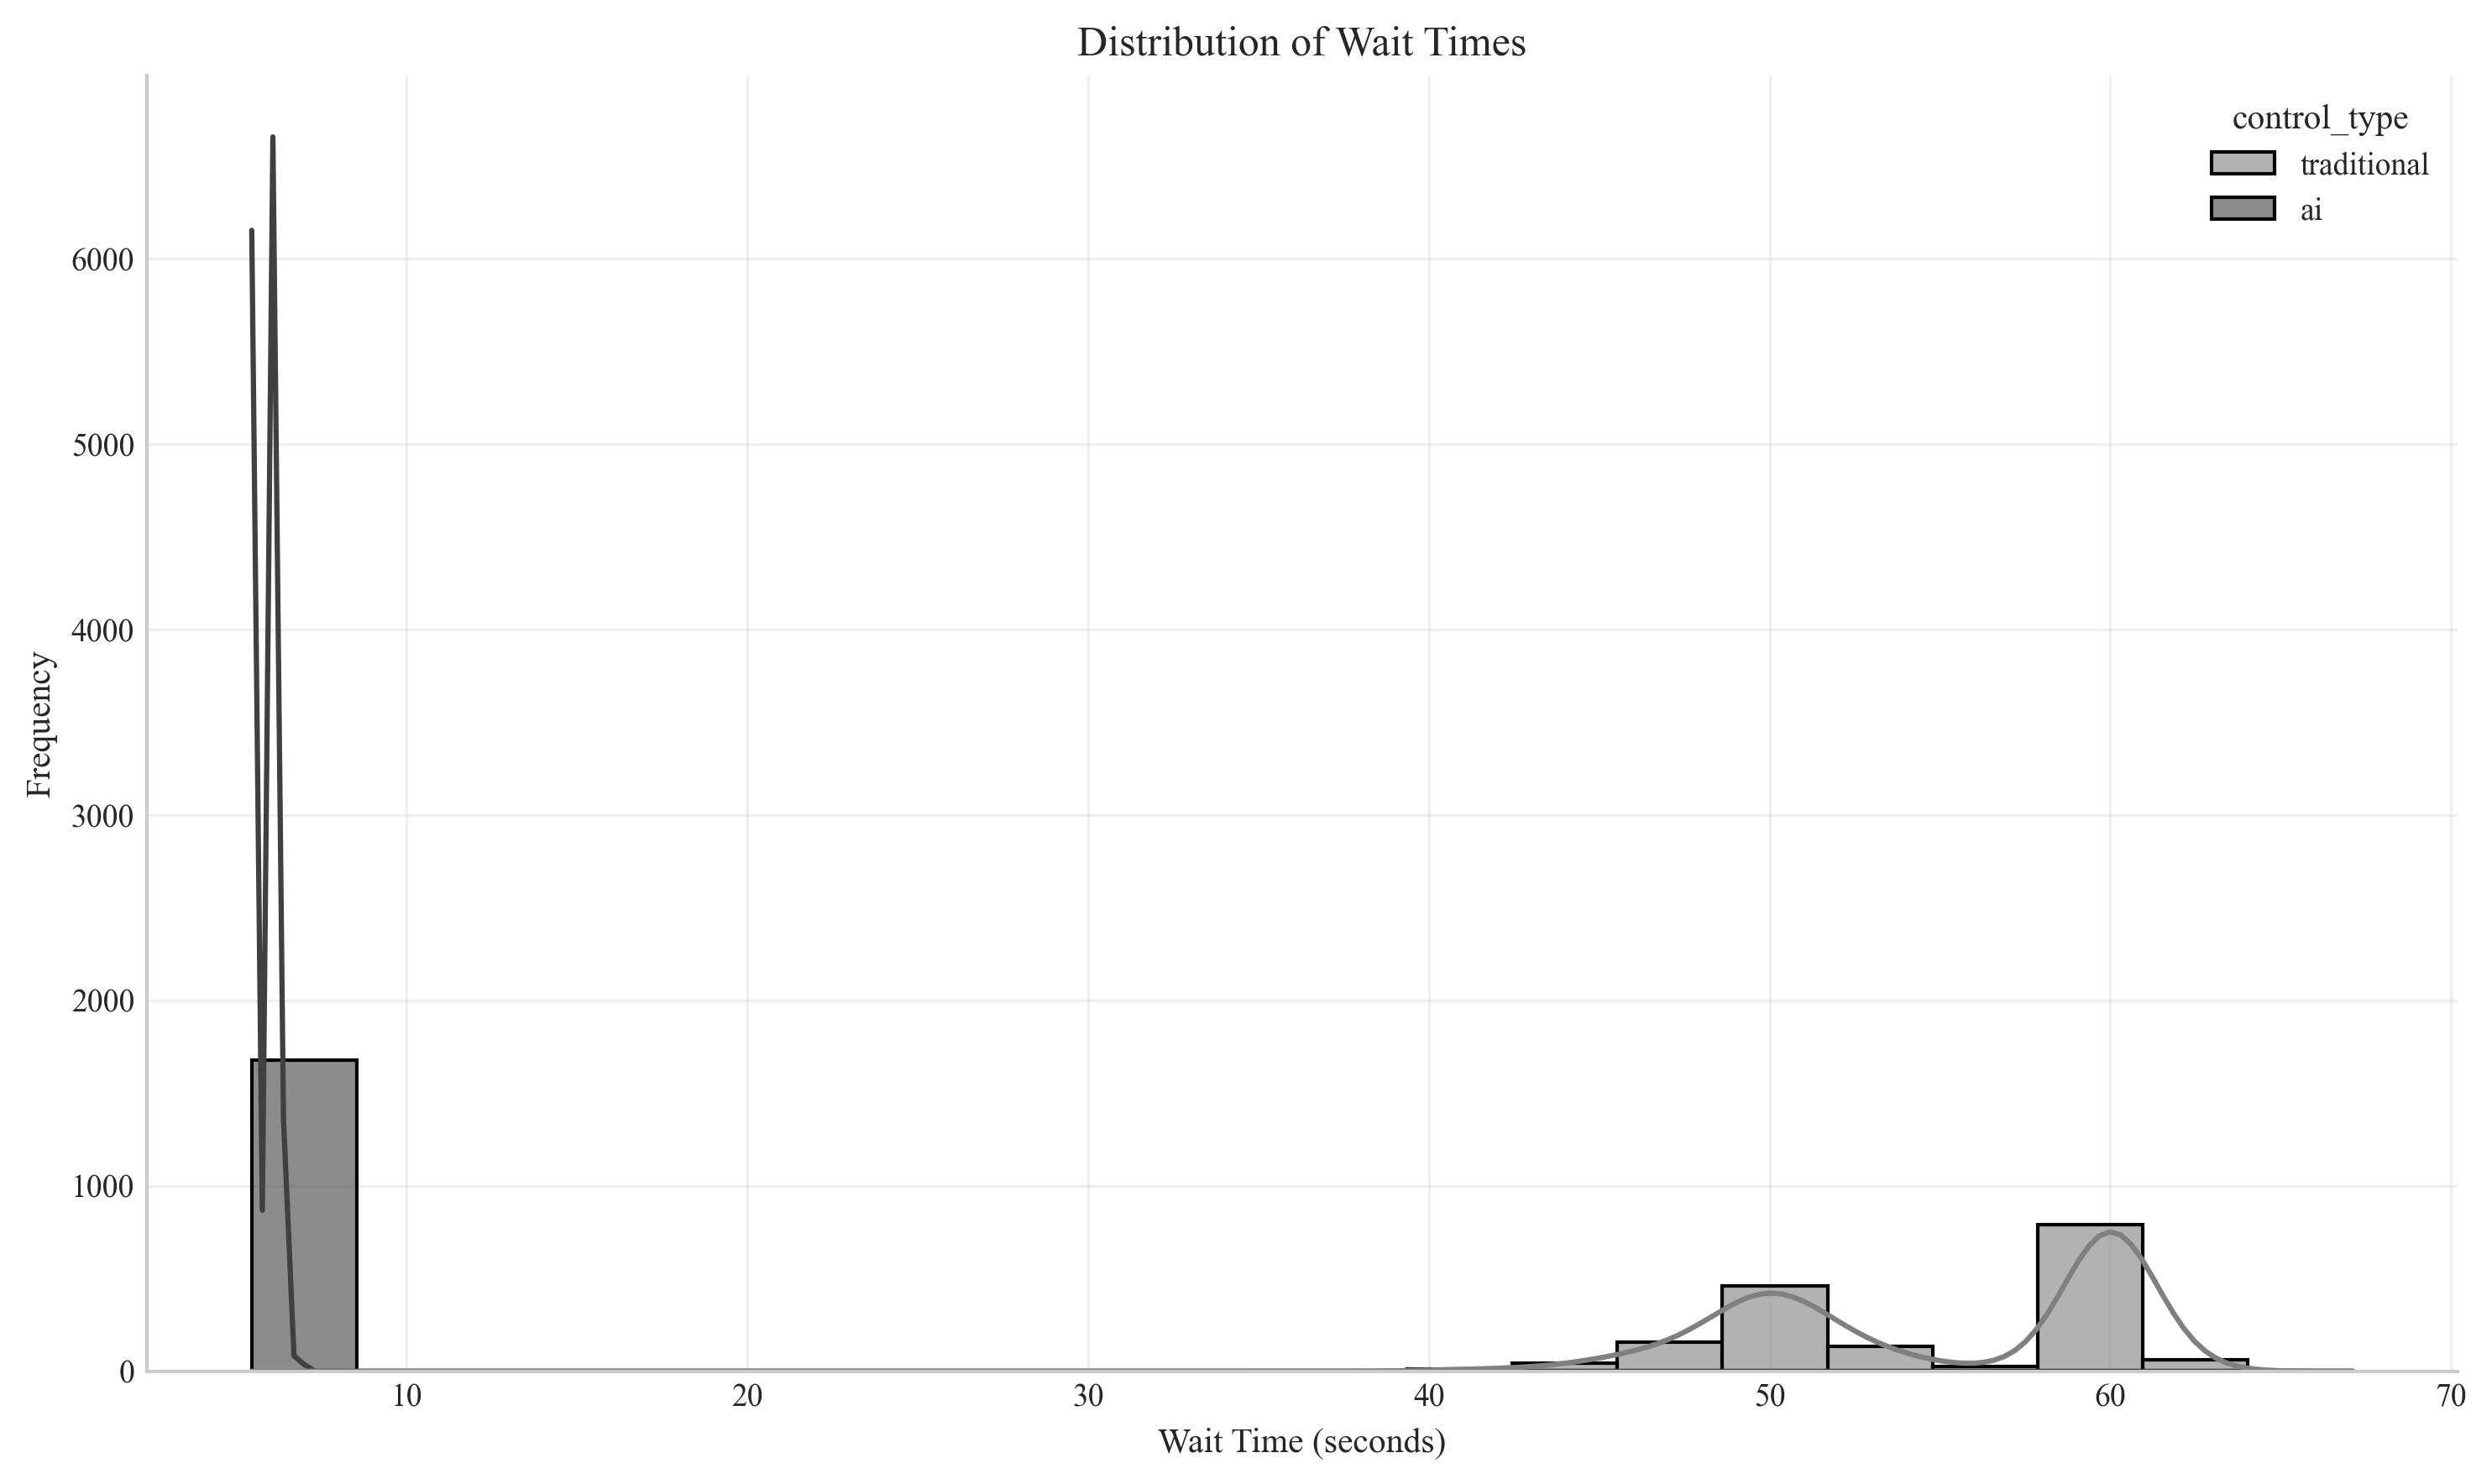 Distribution of Wait Times
control_type
traditional
ai
6000
5000
4000
3000
2000
1000
0
Frequency
10 20 30 40 50 60 70
Wait Time (seconds)